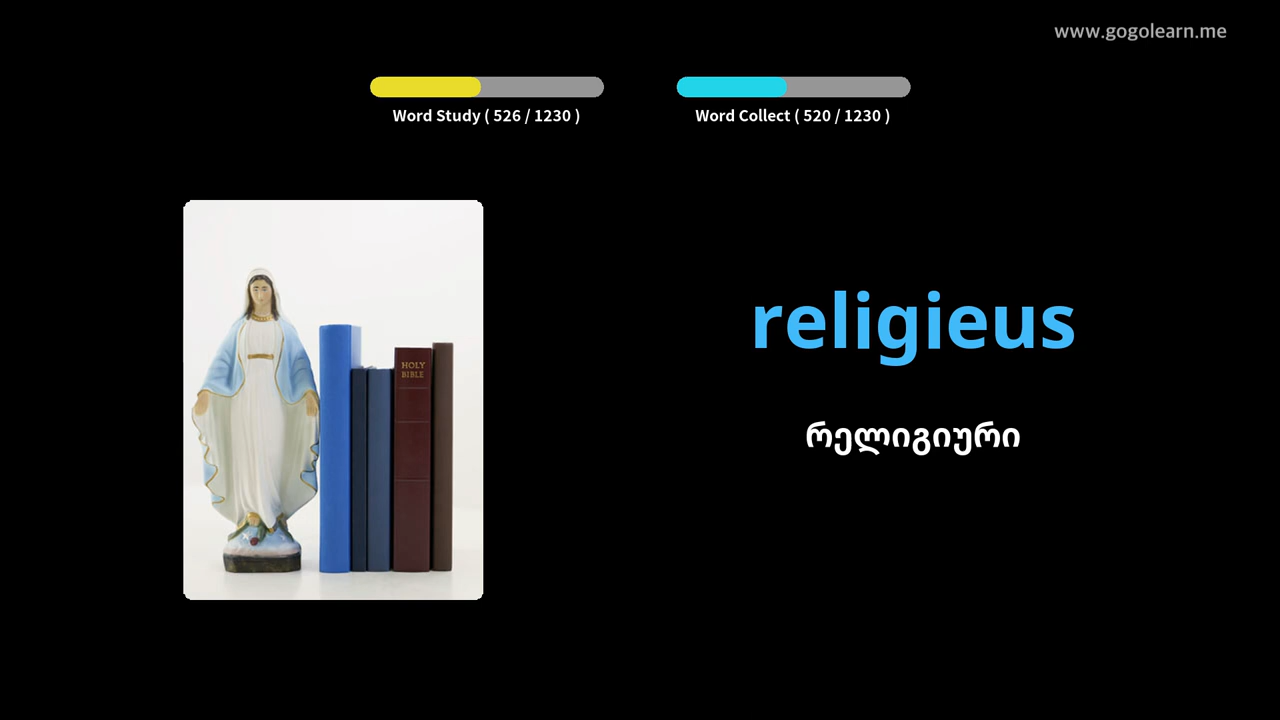 www.gogolearn.me
Word Study ( 526 / 1230 )
Word Collect ( 520 / 1230 )
HOLY
BIBLE
religieus
რელიგიური